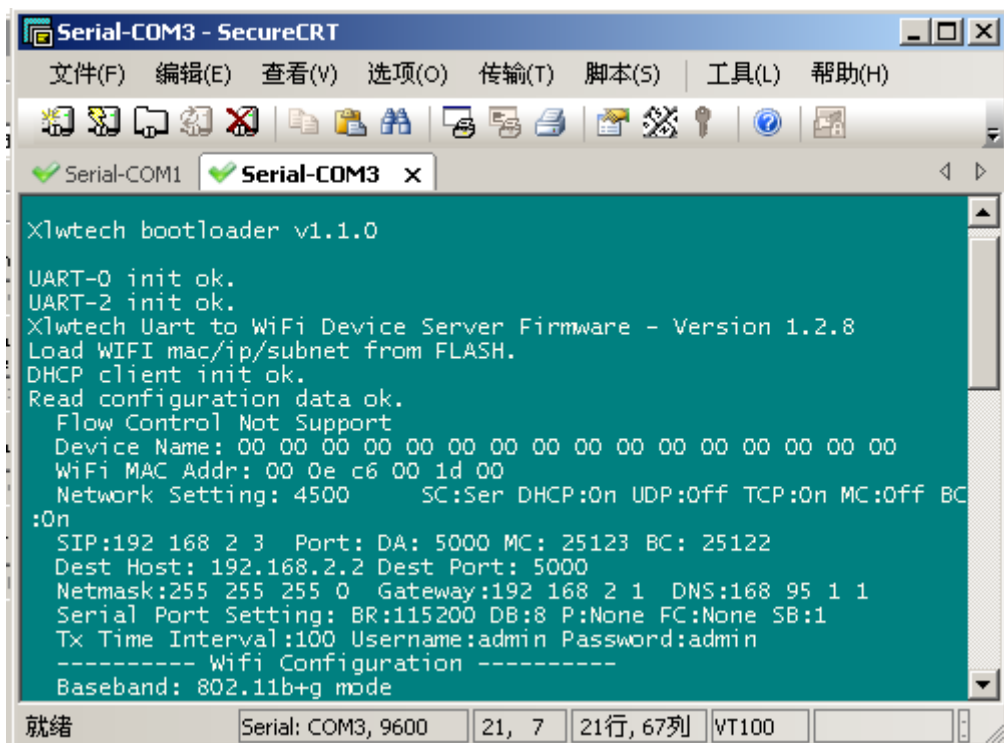 Serial-COM3 - SecureCRT
文件(F) 编辑(E) 查看(V) 选项(O) 传输(T) 脚本(S) 工具(L) 帮助(H)
Serial-COM1 Serial-COM3 x
Xlwtech bootloader v1.1.0
UART-0 init ok.
UART-2 init ok.
Xlwtech Uart to WiFi Device Server Firmware - Version 1.2.8
Load WIFI mac/ip/subnet from FLASH.
DHCP client init ok.
Read configuration data ok.
Flow Control Not Support
Device Name: 00 00 00 00 00 00 00 00 00 00 00 00 00 00 00 00
WiFi MAC Addr: 00 0e c6 00 1d 00
Network Setting: 4500 SC:Ser DHCP:On UDP:Off TCP:On MC:Off BC
:On
SIP:192 168 2 3 Port: DA: 5000 MC: 25123 BC: 25122
Dest Host: 192.168.2.2 Dest Port: 5000
Netmask:255 255 255 0 Gateway:192 168 2 1 DNS:168 95 1 1
Serial Port Setting: BR:115200 DB:8 P:None FC:None SB:1
Tx Time Interval:100 Username:admin Password:admin
---------- Wifi Configuration ----------
Baseband: 802.11b+g mode
就绪 Serial: COM3, 9600 21, 7 21行, 67列 VT100